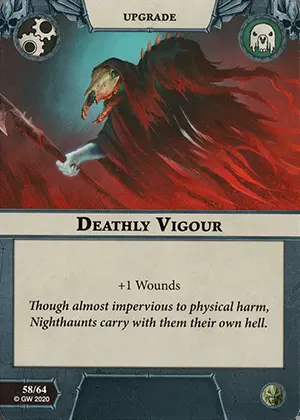 UPGRADE
DEATHLY VIGOUR
+1 Wounds
Though almost impervious to physical harm,
Nighthaunts carry with them their own hell.
58/64
© GW 2020